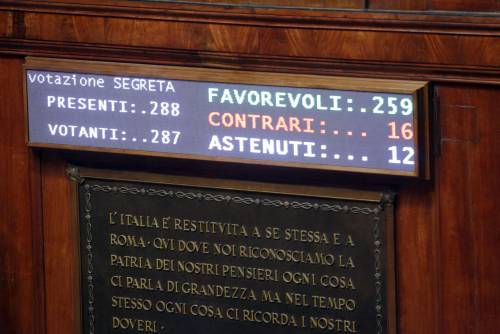 votazione SEGRETA
PRESENTI:.288
VOTANTI:..287
FAVOREVOLI:.259
CONTRARI:... 16
ASTENUTI:... 12
L'ITALIA E' RESTITVITA A SE STESSA E A
ROMA · QVI DOVE NOI RICONOSCIAMO LA
PATRIA DEI NOSTRI PENSIERI OGNI COSA
CI PARLA DI GRANDEZZA MA NEL TEMPO
STESSO OGNI COSA CI RICORDA I NOSTRI
DOVERI ·